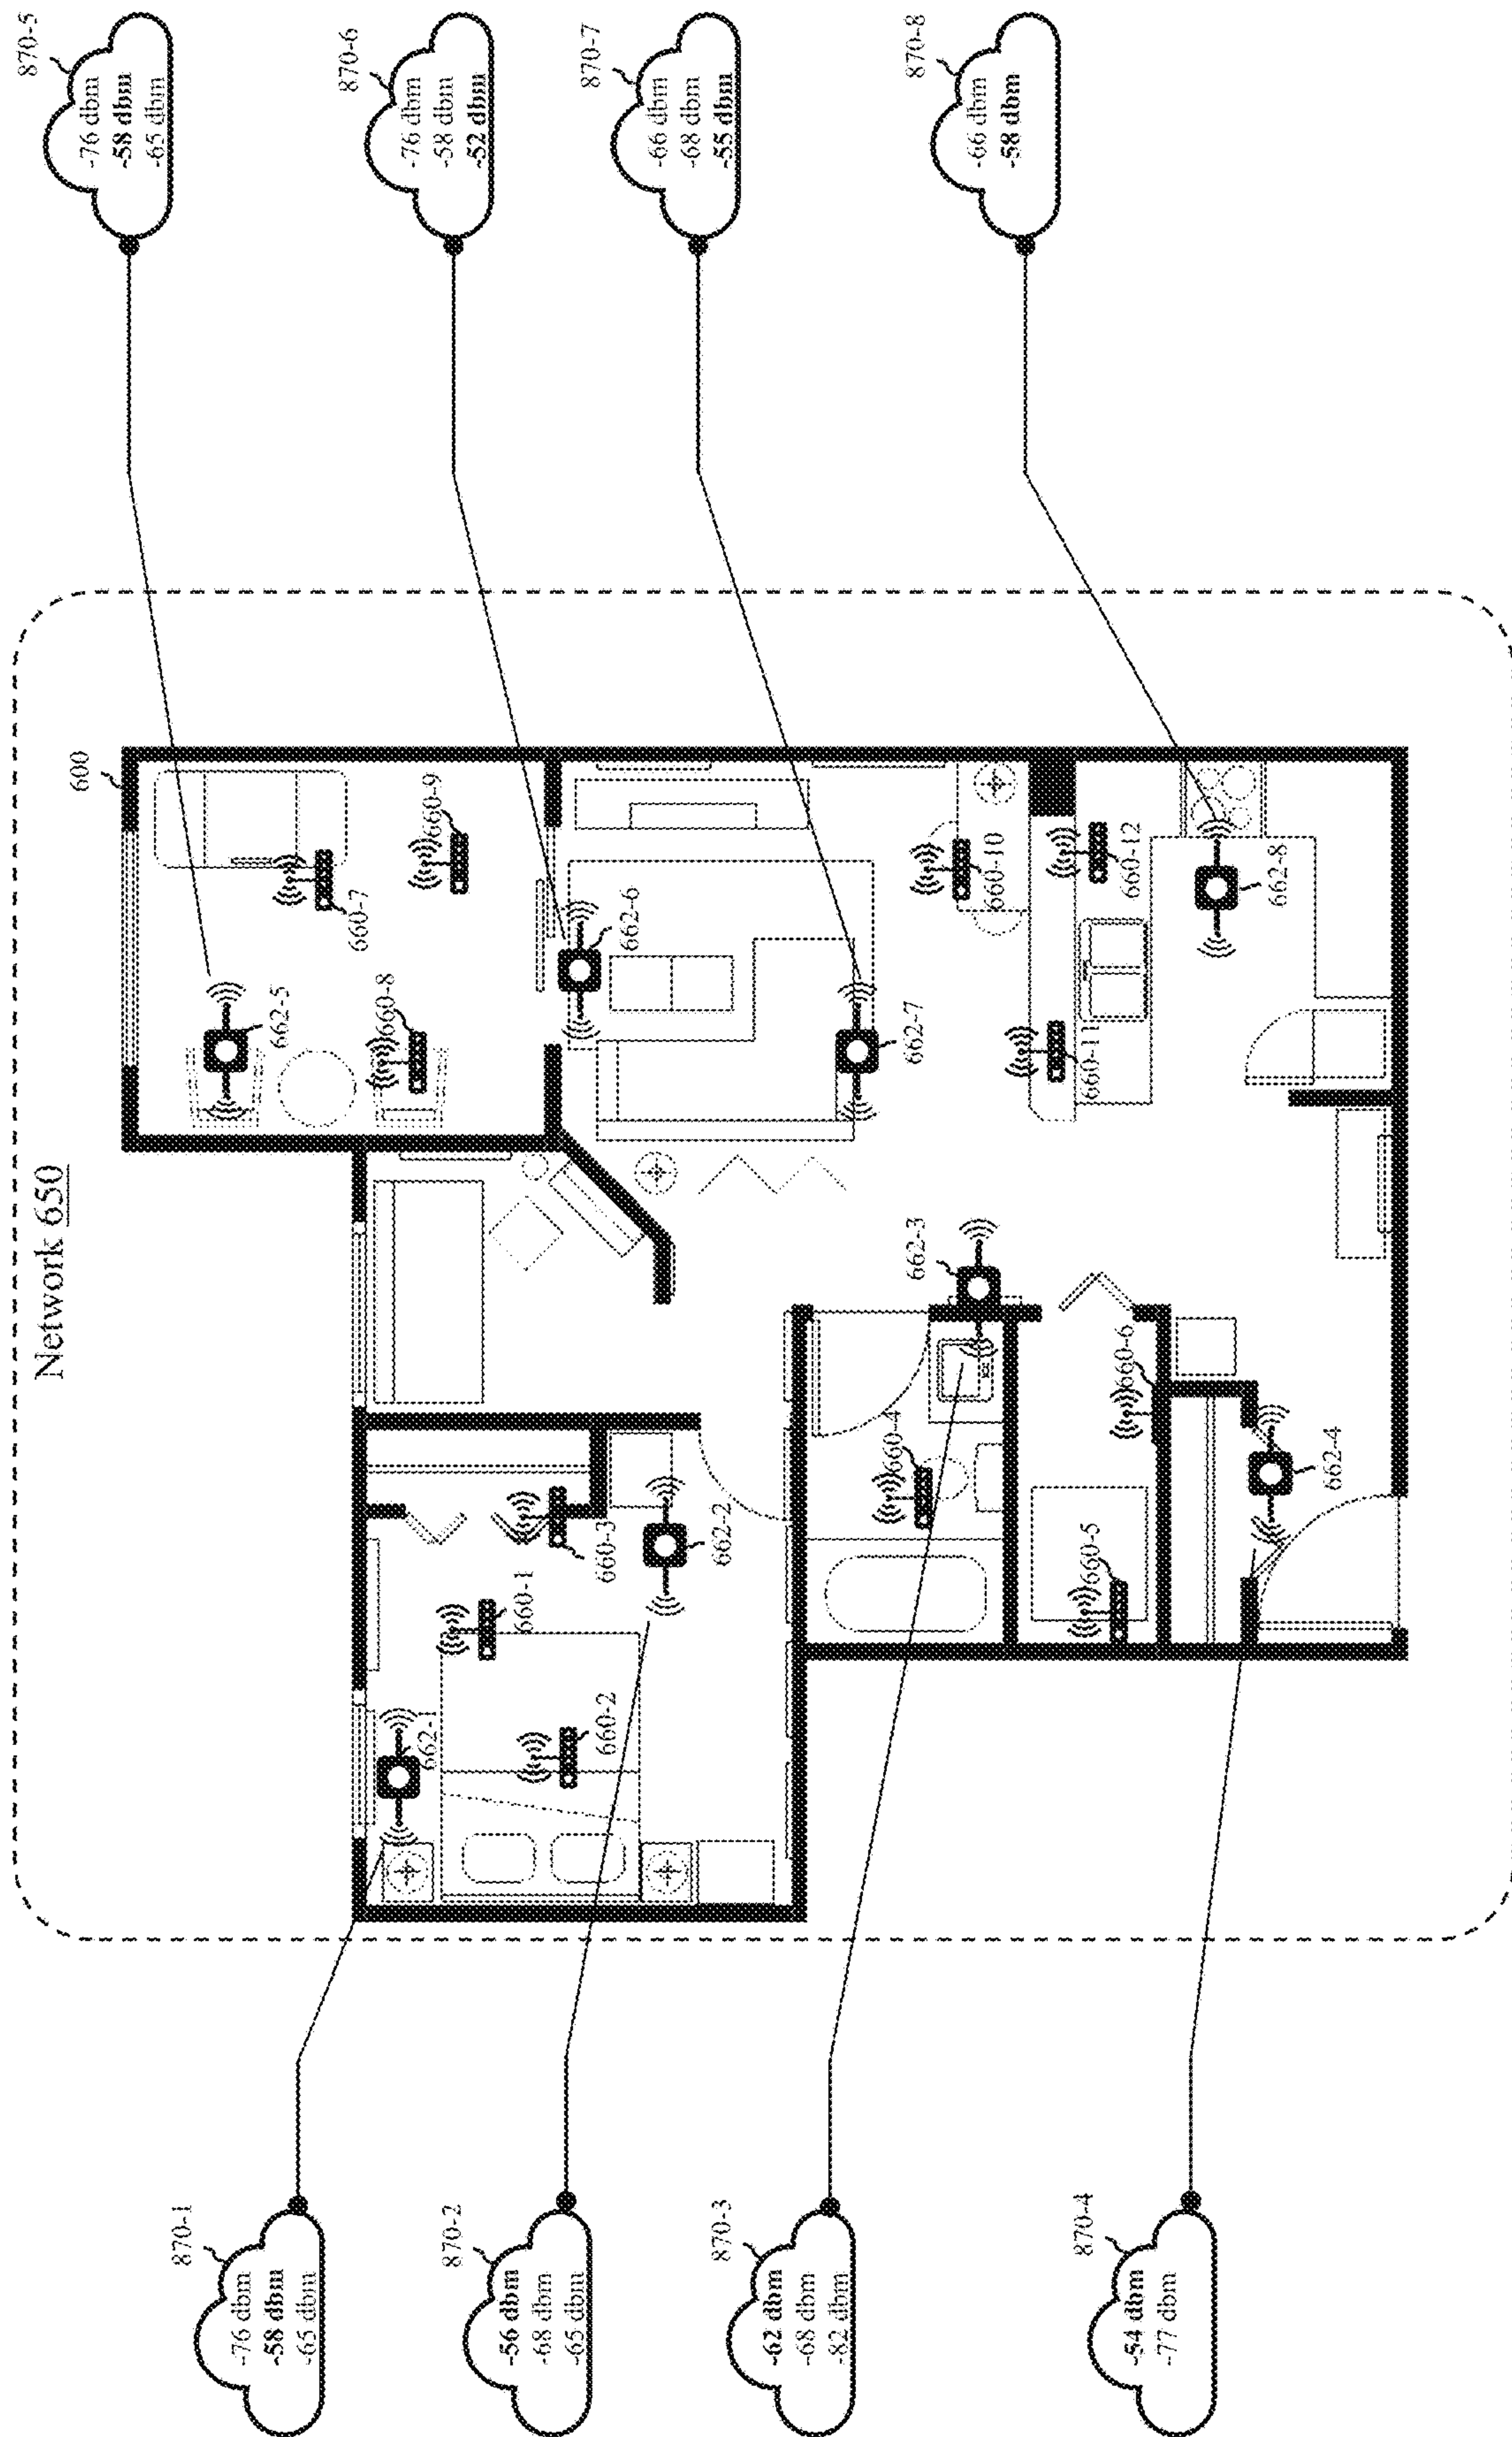 Network 650
600
870-1
-76 dbm
-58 dbm
-65 dbm
870-2
-56 dbm
-68 dbm
-65 dbm
870-3
-62 dbm
-68 dbm
-82 dbm
870-4
-54 dbm
-77 dbm
870-5
-76 dbm
-58 dbm
-65 dbm
870-6
-76 dbm
-58 dbm
-52 dbm
870-7
-66 dbm
-68 dbm
-55 dbm
870-8
-66 dbm
-58 dbm
662-1
660-1
660-2
660-3
662-2
660-4
662-3
660-5
660-6
662-4
662-5
660-7
660-8
660-9
662-6
662-7
660-10
660-11
660-12
662-8